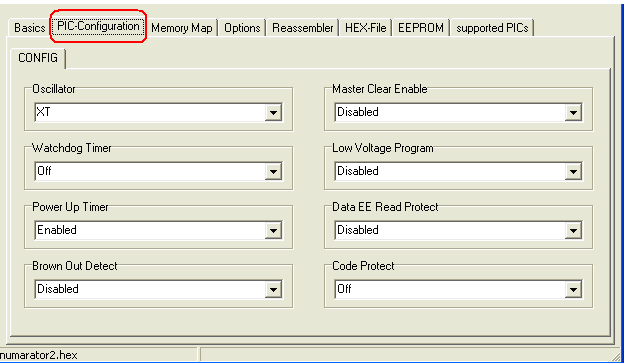 Basics PIC-Configuration Memory Map Options Reassembler HEX-File EEPROM supported PICs
CONFIG
Oscillator
XT
Watchdog Timer
Off
Power Up Timer
Enabled
Brown Out Detect
Disabled
Master Clear Enable
Disabled
Low Voltage Program
Disabled
Data EE Read Protect
Disabled
Code Protect
Off
numarator2.hex